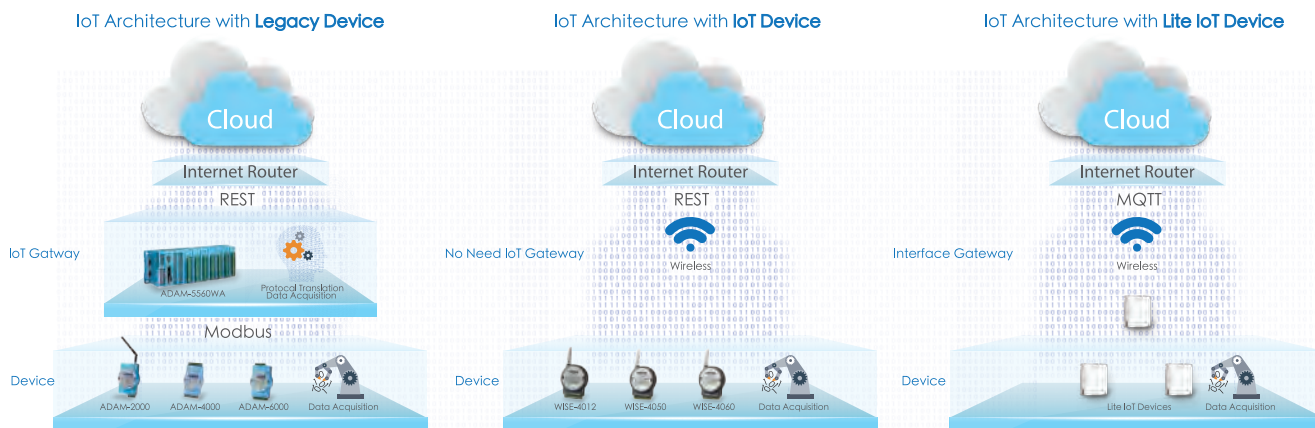 IoT Architecture with Legacy Device
Cloud
Internet Router
REST
IoT Gatway
ADAM-5560WA
Protocal Translation
Data Acquisition
Modbus
Device
ADAM-2000
ADAM-4000
ADAM-6000
Data Acquisition
IoT Architecture with IoT Device
Cloud
Internet Router
REST
No Need IoT Gateway
Wireless
Device
WISE-4012
WISE-4050
WISE-4060
Data Acquisition
IoT Architecture with Lite IoT Device
Cloud
Internet Router
MQTT
Interface Gateway
Wireless
Device
Lite IoT Devices
Data Acquisition